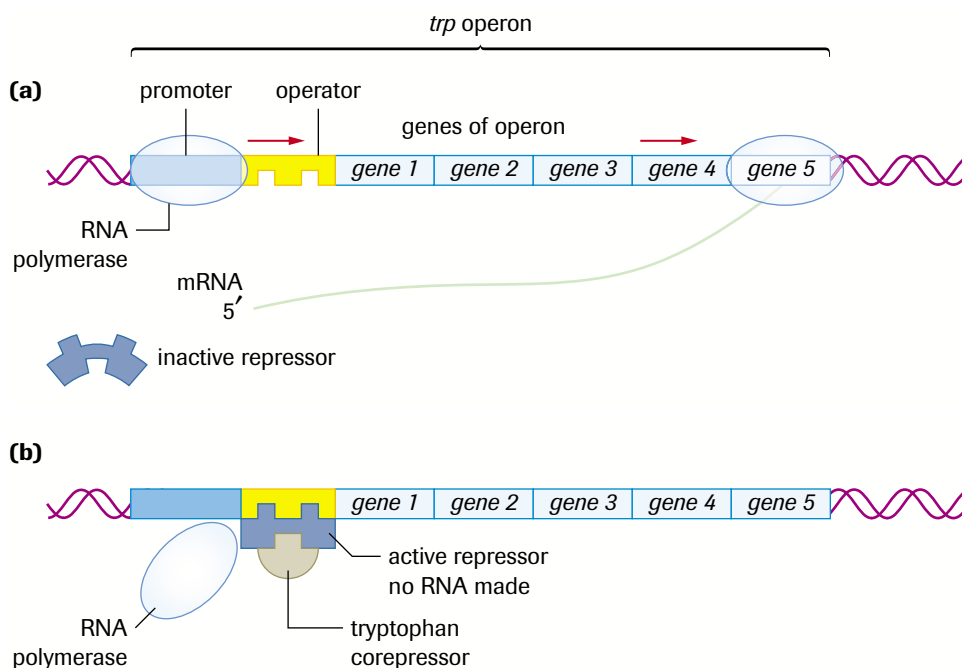 trp operon
(a)
promoter
operator
genes of operon
gene 1
gene 2
gene 3
gene 4
gene 5
RNA
polymerase
mRNA
5′
inactive repressor
(b)
gene 1
gene 2
gene 3
gene 4
gene 5
active repressor
no RNA made
RNA
polymerase
tryptophan
corepressor